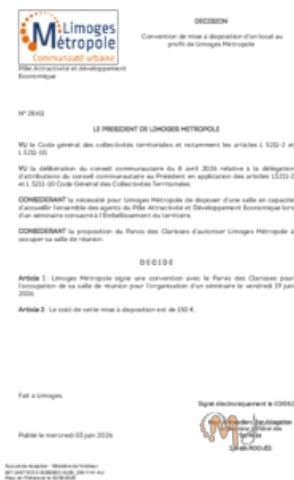 Limoges
Métropole
Communauté urbaine
Pôle Attractivité et développement
Economique
DECISION
Convention de mise à disposition d'un local au
profit de Limoges Métropole
LE PRESIDENT DE LIMOGES METROPOLE
VU le Code général des collectivités territoriales et notamment les articles L 5211-2 et
L 5211-10.
VU la délibération du conseil communautaire du 8 avril 2026 relative à la délégation
d'attributions du conseil communautaire au Président en application des articles L5211-2
et L 5211-10 Code Général des Collectivités Territoriales.
CONSIDERANT la nécessité pour Limoges Métropole de disposer d'une salle en capacité
d'accueillir l'ensemble des agents du Pôle Attractivité et Développement Economique lors
d'un séminaire consacré à l'Embellissement du territoire.
CONSIDERANT la proposition du Parvis des Clarisses d'autoriser Limoges Métropole à
occuper sa salle de réunion.
DECIDE
Article 1 : Limoges Métropole signe une convention avec le Parvis des Clarisses pour
l'occupation de sa salle de réunion pour l'organisation d'un séminaire le vendredi 19 juin
2026.
Article 2 : Le coût de cette mise à disposition est de 150 €.
Fait à Limoges
Signé électroniquement le
Publié le mercredi 03 juin 2026
Accusé de réception - Ministère de l'Intérieur